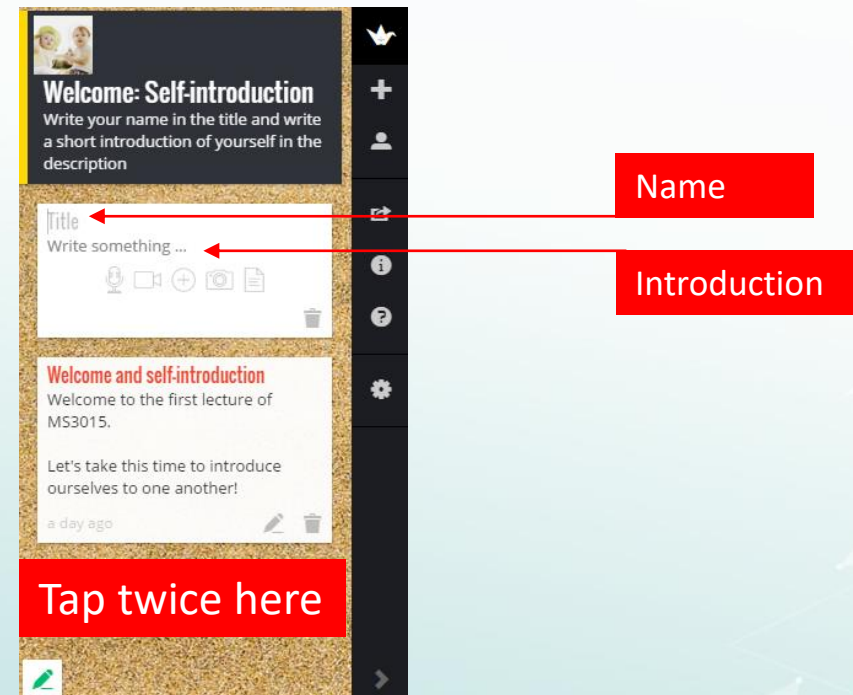 Welcome: Self-introduction
Write your name in the title and write
a short introduction of yourself in the
description
Name
Title
Write something ...
Introduction
Welcome and self-introduction
Welcome to the first lecture of
MS3015.
Let's take this time to introduce
ourselves to one another!
a day ago
Tap twice here